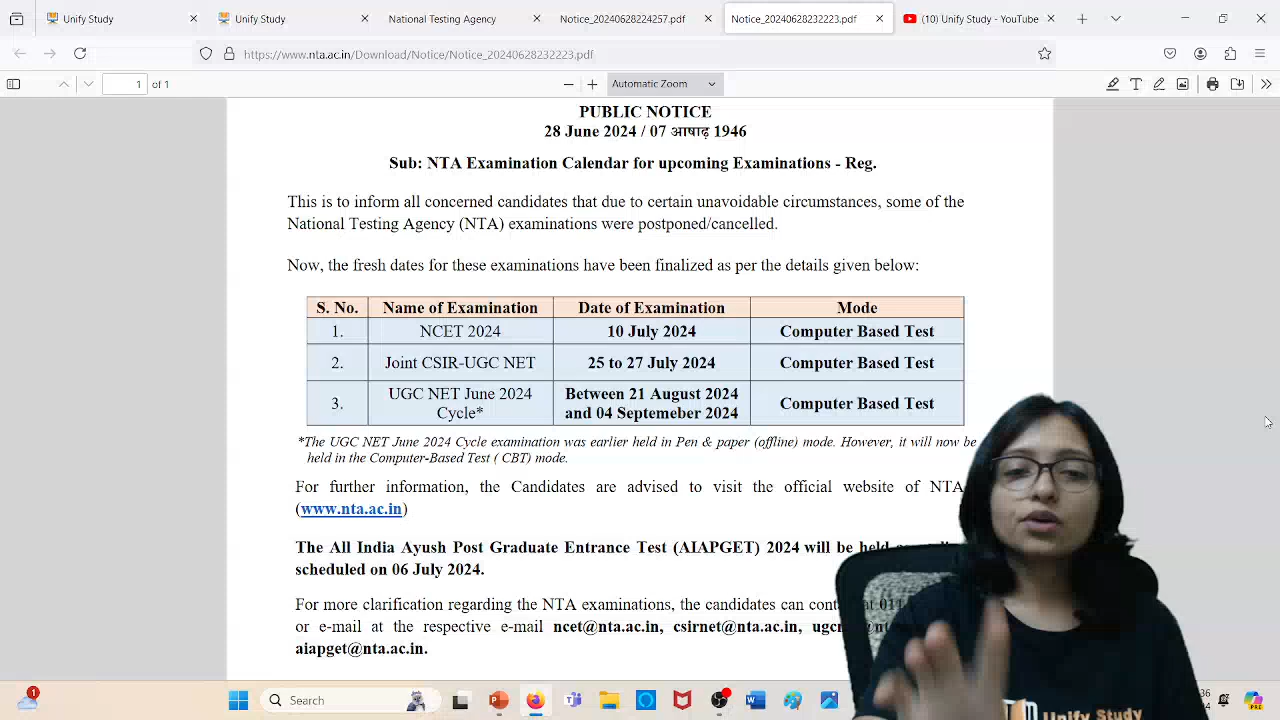 Unify Study
Unify Study
National Testing Agency
Notice_20240628224257.pdf
Notice_20240628232223.pdf
(10) Unify Study - YouTube
https://www.nta.ac.in/Download/Notice/Notice_20240628232223.pdf
1 of 1
Automatic Zoom
PUBLIC NOTICE
28 June 2024 / 07 आषाढ़ 1946
Sub: NTA Examination Calendar for upcoming Examinations - Reg.
This is to inform all concerned candidates that due to certain unavoidable circumstances, some of the
National Testing Agency (NTA) examinations were postponed/cancelled.
Now, the fresh dates for these examinations have been finalized as per the details given below:
S. No. Name of Examination Date of Examination Mode
1. NCET 2024 10 July 2024 Computer Based Test
2. Joint CSIR-UGC NET 25 to 27 July 2024 Computer Based Test
3. UGC NET June 2024 Cycle* Between 21 August 2024 and 04 Septemeber 2024 Computer Based Test
*The UGC NET June 2024 Cycle examination was earlier held in Pen & paper (offline) mode. However, it will now be
held in the Computer-Based Test ( CBT) mode.
For further information, the Candidates are advised to visit the official website of NTA
(www.nta.ac.in)
The All India Ayush Post Graduate Entrance Test (AIAPGET) 2024 will be held
scheduled on 06 July 2024.
For more clarification regarding the NTA examinations, the candidates can at 011
or e-mail at the respective e-mail ncet@nta.ac.in, csirnet@nta.ac.in,
aiapget@nta.ac.in.
1
Search
Unify Study